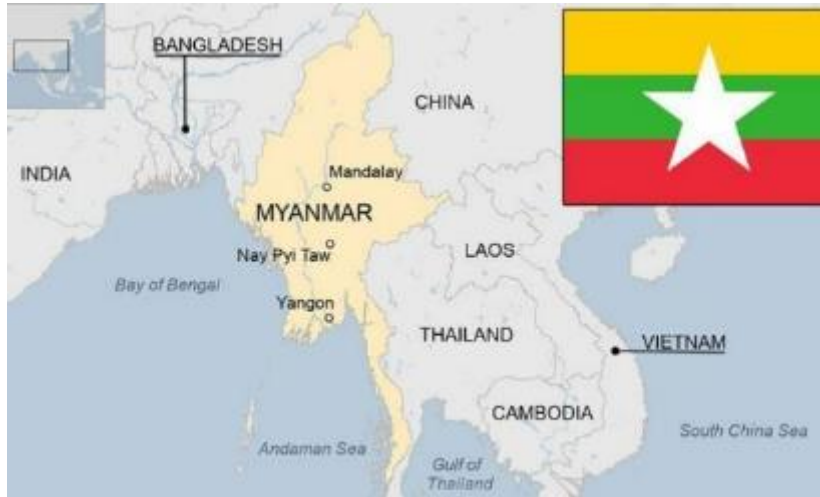 BANGLADESH
CHINA
INDIA
Mandalay
MYANMAR
Nay Pyi Taw
LAOS
Bay of Bengal
Yangon
THAILAND
VIETNAM
CAMBODIA
South China Sea
Andaman Sea
Gulf of
Thailand